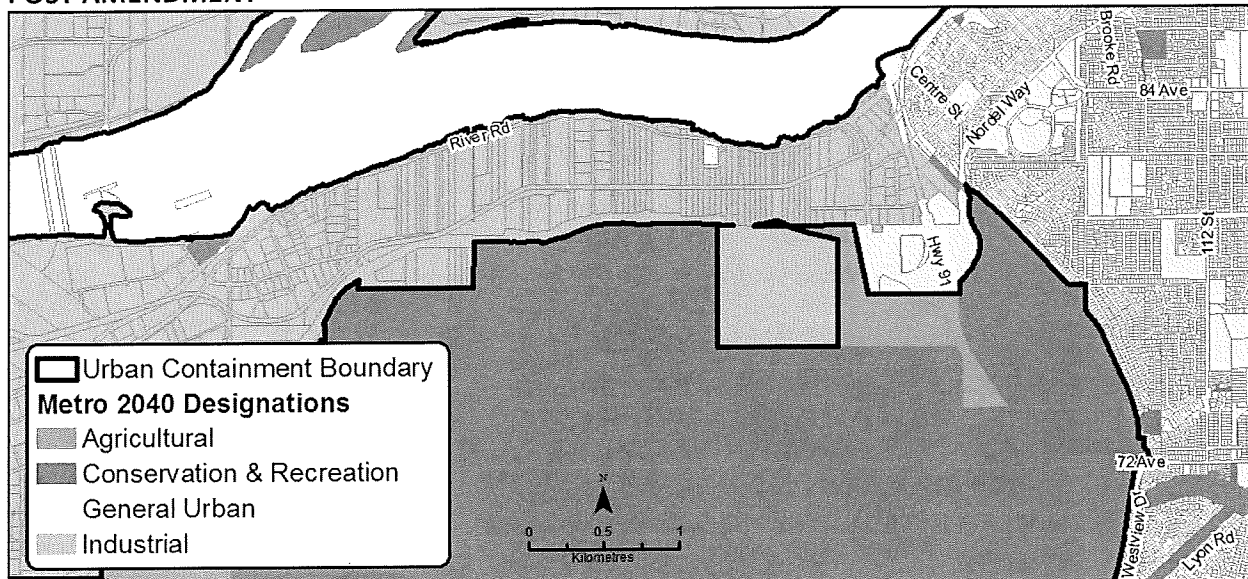 POST AMENDMENT
River Rd
Centre St
Nordel Way
Brooke Rd
84 Ave
112 St
Hwy 91
72 Ave
Westview Dr
Lyon Rd
Urban Containment Boundary
Metro 2040 Designations
Agricultural
Conservation & Recreation
General Urban
Industrial
N
0 0.5 1
Kilometres